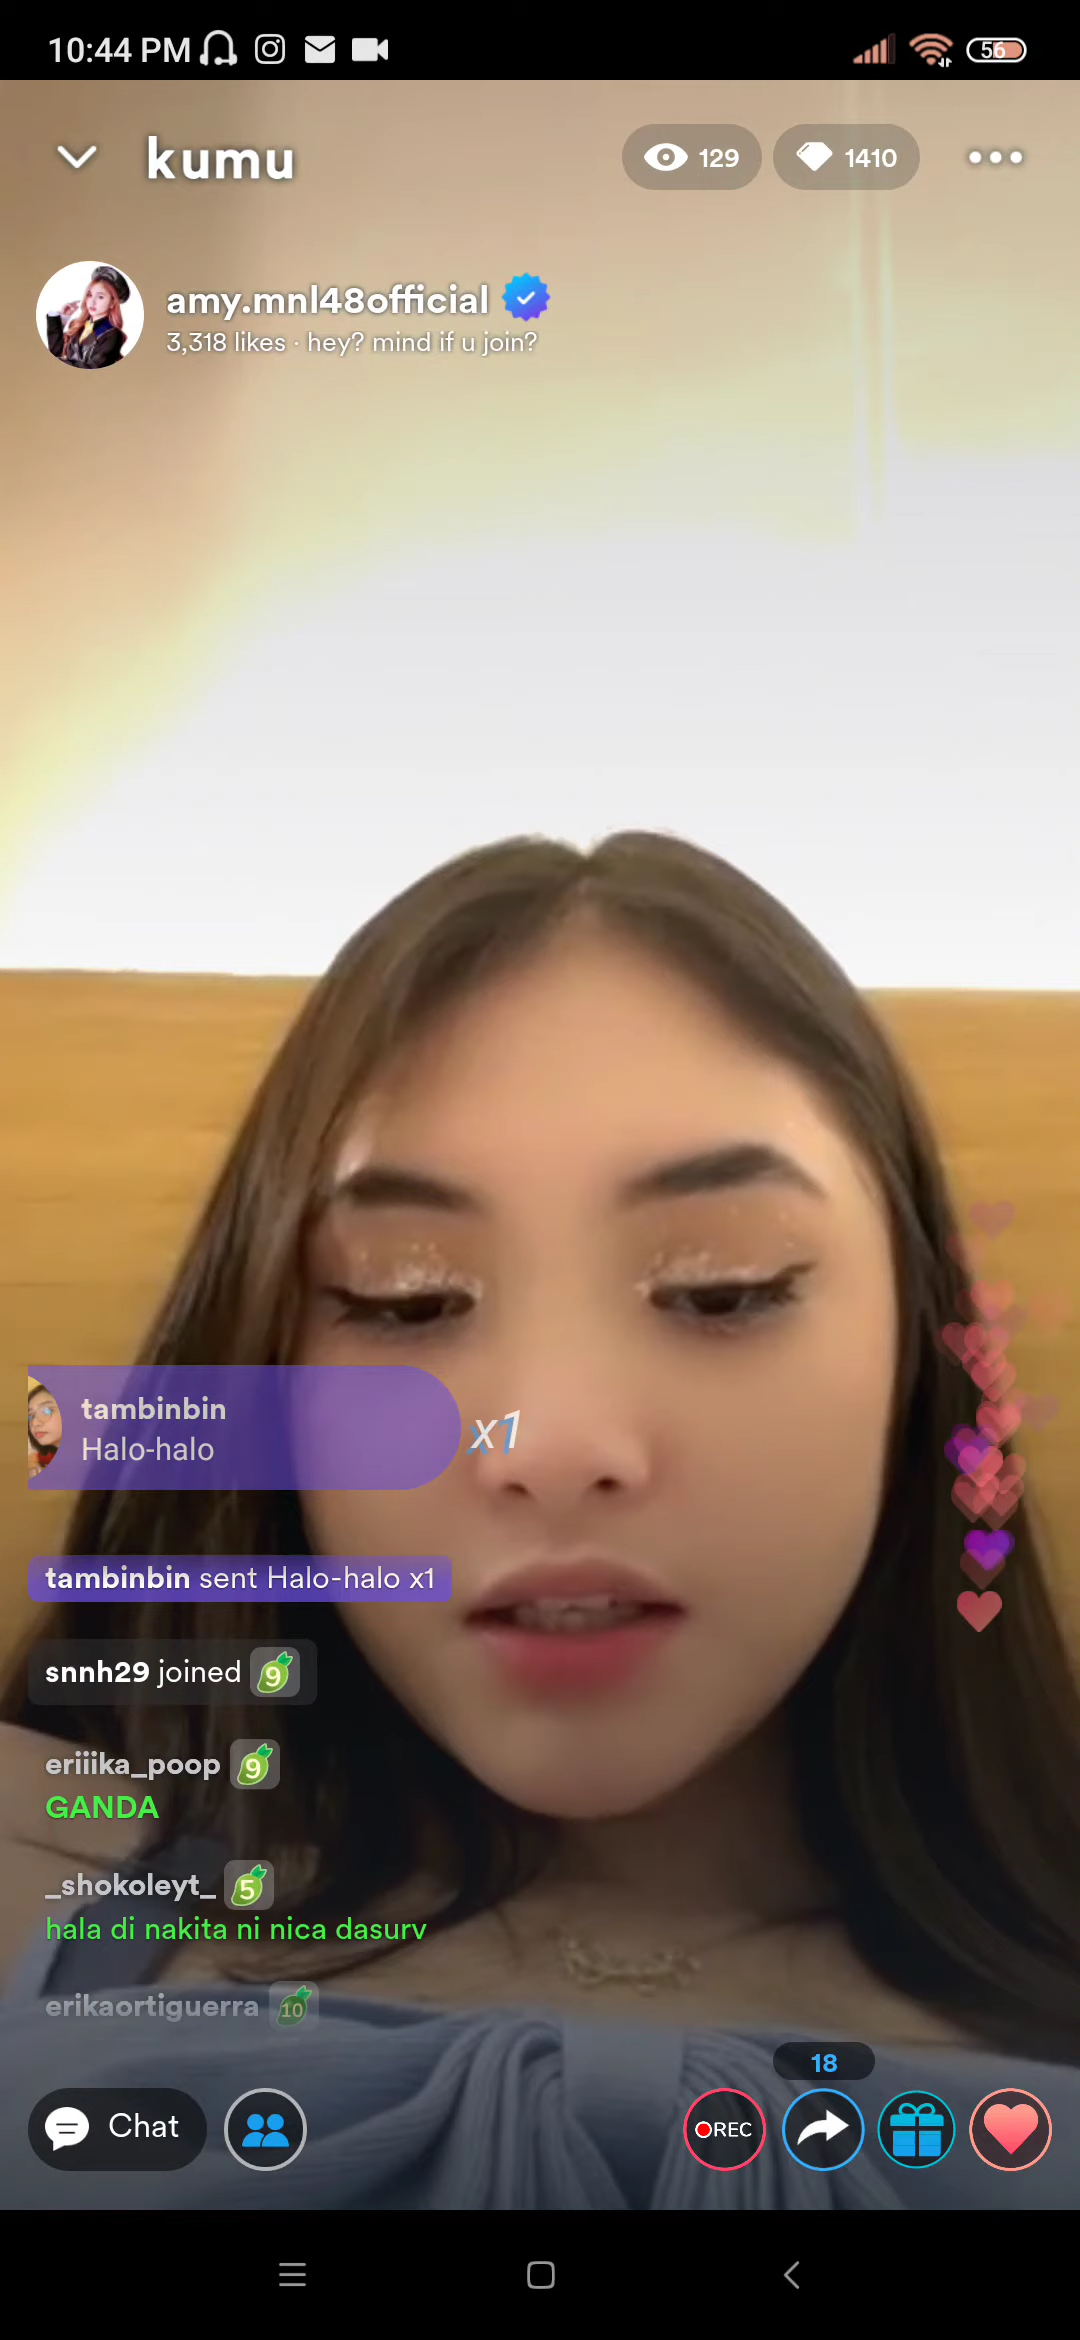 10:44 PM
56
kumu
129
1410
amy.mnl48official
3,318 likes · hey? mind if u join?
tambinbin
Halo-halo
x1
tambinbin sent Halo-halo x1
snnh29 joined 9
eriiika_poop 9
GANDA
_shokoleyt_ 5
hala di nakita ni nica dasurv
erikaortiguerra 10
18
Chat
REC